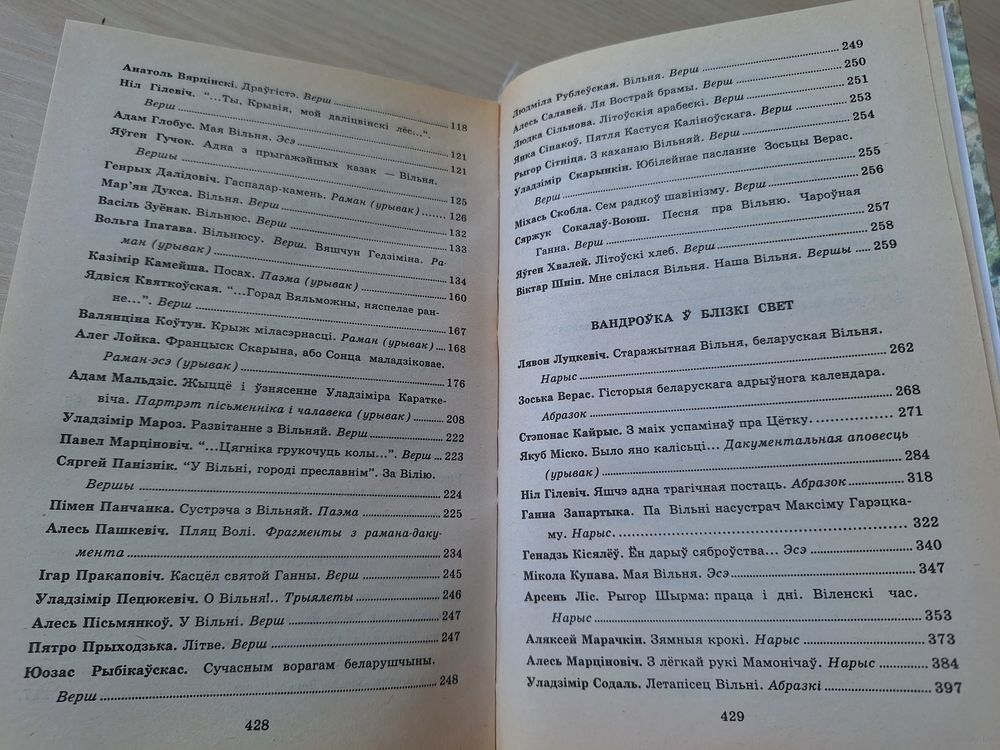 Анатоль Вярцінскі. Драўгістэ. Верш
Ніл Гілевіч. “...Ты, Крывія, мой даліцвінскі лёс...”.
Верш ........ 118
Адам Глобус. Мая Вільня. Эсэ ........ 121
Яўген Гучок. Адна з прыгажэйшых казак — Вільня.
Вершы ........ 121
Генрых Далідовіч. Гаспадар-камень. Раман (урывак) ........ 125
Мар’ян Дукса. Вільня. Верш ........ 126
Васіль Зуёнак. Вільнюс. Верш ........ 132
Вольга Іпатава. Вільнюсу. Верш. Вяшчун Гедзіміна. Ра-
ман (урывак) ........ 133
Казімір Камейша. Посах. Паэма (урывак) ........ 134
Ядвіся Квяткоўская. “...Горад Вяльможны, няспелае ран-
не...”. Верш ........ 160
Валянціна Коўтун. Крыж міласэрнасці. Раман (урывак) ........ 167
Алег Лойка. Францыск Скарына, або Сонца маладзіковае.
Раман-эсэ (урывак) ........ 168
Адам Мальдзіс. Жыццё і ўзнясенне Уладзіміра Каратке-
віча. Партрэт пісьменніка і чалавека (урывак) ........ 176
Уладзімір Мароз. Развітанне з Вільняй. Верш ........ 208
Павел Марціновіч. “...Цягніка грукочуць колы...”. Верш ... 222
Сяргей Панізнік. “У Вільні, городі преславнім”. За Вілію.
Вершы ........ 223
Пімен Панчанка. Сустрэча з Вільняй. Паэма ........ 224
Алесь Пашкевіч. Пляц Волі. Фрагменты з рамана-даку-
мента ........ 225
234
Ігар Пракаповіч. Касцёл святой Ганны. Верш ........ 245
Уладзімір Пецюкевіч. О Вільня!.. Трыялеты ........ 246
Алесь Пісьмянкоў. У Вільні. Верш ........ 247
Пятро Прыходзька. Літве. Верш ........ 247
Юозас Рыбікаўскас. Сучасным ворагам беларушчыны.
Верш ........ 248
428
Людміла Рублеўская. Вільня. Верш ........ 249
Алесь Салавей. Ля Вострай брамы. Верш ........ 250
Людка Сільнова. Літоўскія арабескі. Верш ........ 251
Янка Сіпакоў. Пятля Кастуся Каліноўскага. Верш ........ 253
Рыгор Сітніца. З каханаю Вільняй. Верш ........ 254
Уладзімір Скарынкін. Юбілейнае пасланне Зосьцы Верас.
Верш ........ 255
Міхась Скобла. Сем радкоў шавінізму. Верш ........ 256
Сяржук Сокалаў-Воюш. Песня пра Вільню. Чароўная
Ганна. Верш ........ 257
Яўген Хвалей. Літоўскі хлеб. Верш ........ 258
Віктар Шніп. Мне снілася Вільня. Наша Вільня. Вершы ........ 259
ВАНДРОЎКА Ў БЛІЗКІ СВЕТ
Лявон Луцкевіч. Старажытная Вільня, беларуская Вільня.
Нарыс ........ 262
Зоська Верас. Гісторыя беларускага адрыўнога календара.
Абразок ........ 268
Стэпонас Кайрыс. З маіх успамінаў пра Цётку ........ 271
Якуб Міско. Было яно калісьці... Дакументальная аповесць
(урывак) ........ 284
Ніл Гілевіч. Яшчэ адна трагічная постаць. Абразок ........ 318
Ганна Запартыка. Па Вільні насустрач Максіму Гарэцка-
му. Нарыс. ........ 322
Генадзь Кісялёў. Ён дарыў сяброўства... Эсэ ........ 340
Мікола Купава. Мая Вільня. Эсэ ........ 347
Арсень Ліс. Рыгор Шырма: праца і дні. Віленскі час.
Нарыс ........ 353
Аляксей Марачкін. Зямныя крокі. Нарыс ........ 373
Алесь Марціновіч. З лёгкай рукі Мамонічаў. Нарыс ........ 384
Уладзімір Содаль. Летапісец Вільні. Абразкі ........ 397
429